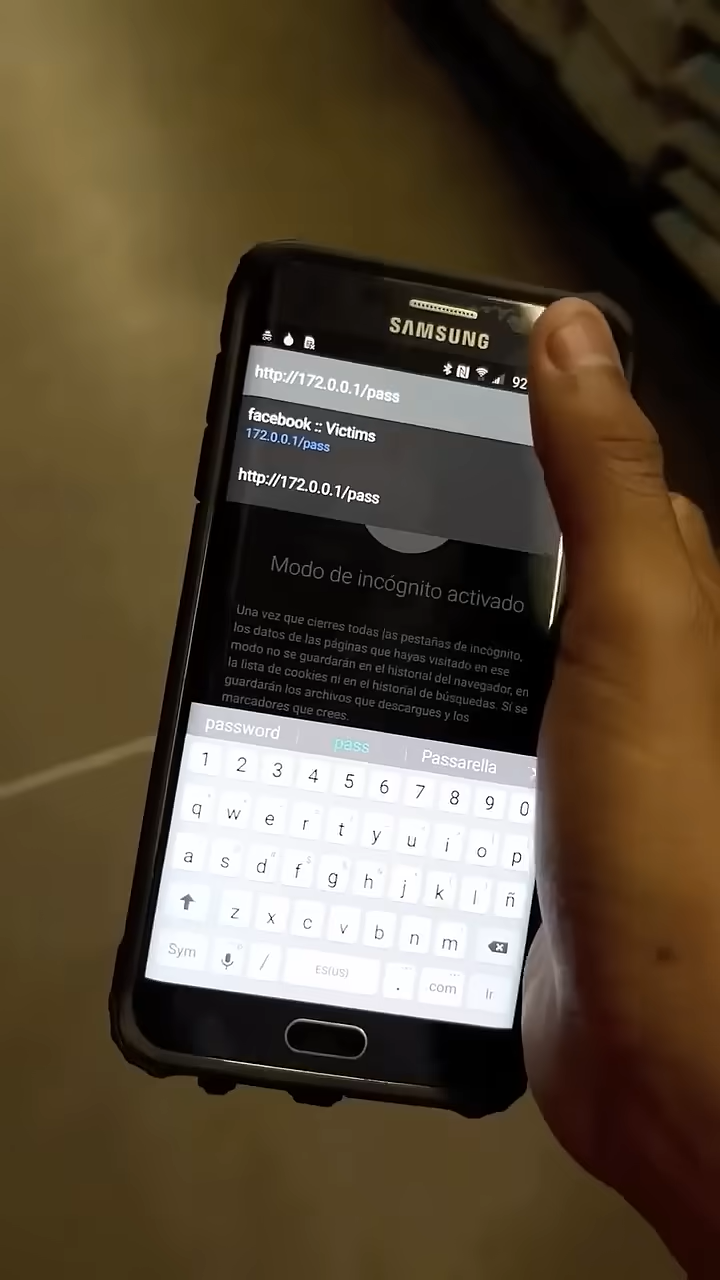 SAMSUNG
92
http://172.0.0.1/pass
facebook :: Victims
172.0.0.1/pass
http://172.0.0.1/pass
Modo de incógnito activado
Una vez que cierres todas las pestañas de incógnito,
los datos de las páginas que hayas visitado en ese
modo no se guardarán en el historial del navegador, en
la lista de cookies ni en el historial de búsquedas. Sí se
guardarán los archivos que descargues y los
marcadores que crees.
password pass Passarella
1 2 3 4 5 6 7 8 9 0
q w e r t y u i o p
a s d f g h j k l ñ
z x c v b n m
Sym / ES(US) . com Ir